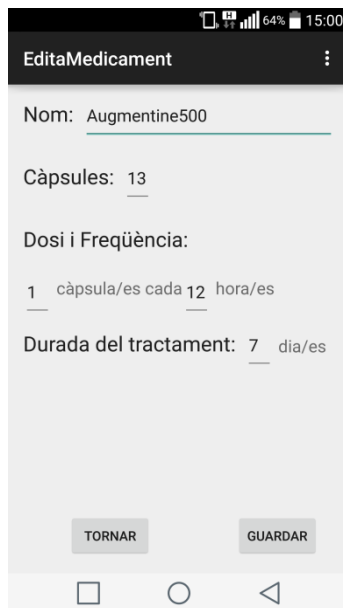 H 64% 15:00
EditaMedicament
Nom: Augmentine500
Càpsules: 13
Dosi i Freqüència:
1 càpsula/es cada 12 hora/es
Durada del tractament: 7 dia/es
TORNAR GUARDAR